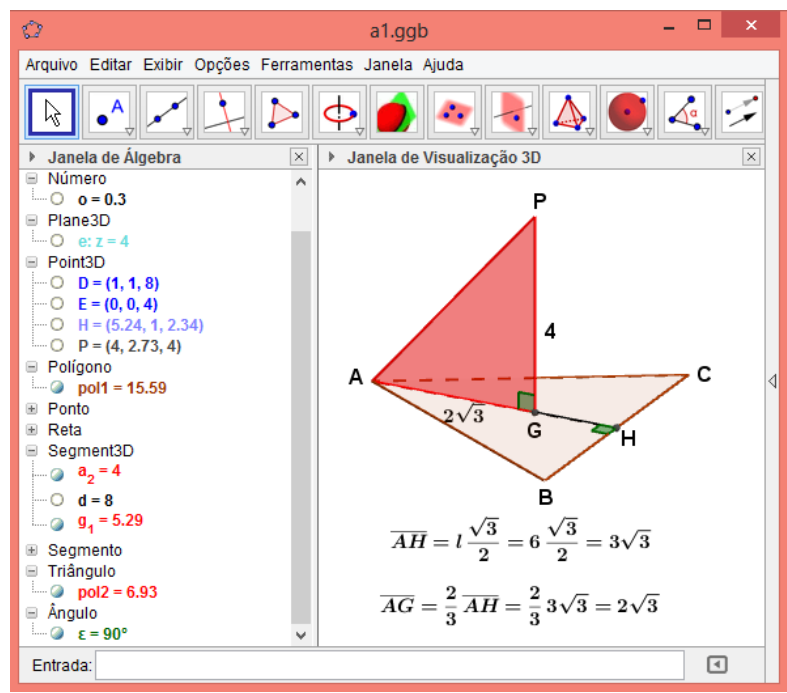 a1.ggb
Arquivo Editar Exibir Opções Ferramentas Janela Ajuda
A
α
Janela de Álgebra
Número
o = 0.3
Plane3D
e: z = 4
Point3D
D = (1, 1, 8)
E = (0, 0, 4)
H = (5.24, 1, 2.34)
P = (4, 2.73, 4)
Polígono
pol1 = 15.59
Ponto
Reta
Segment3D
a₂ = 4
d = 8
g₁ = 5.29
Segmento
Triângulo
pol2 = 6.93
Ângulo
ε = 90°
Janela de Visualização 3D
P
4
A
C
2√3
G
H
B
AH = l √3/2 = 6 √3/2 = 3√3
AG = 2/3 AH = 2/3 3√3 = 2√3
Entrada: